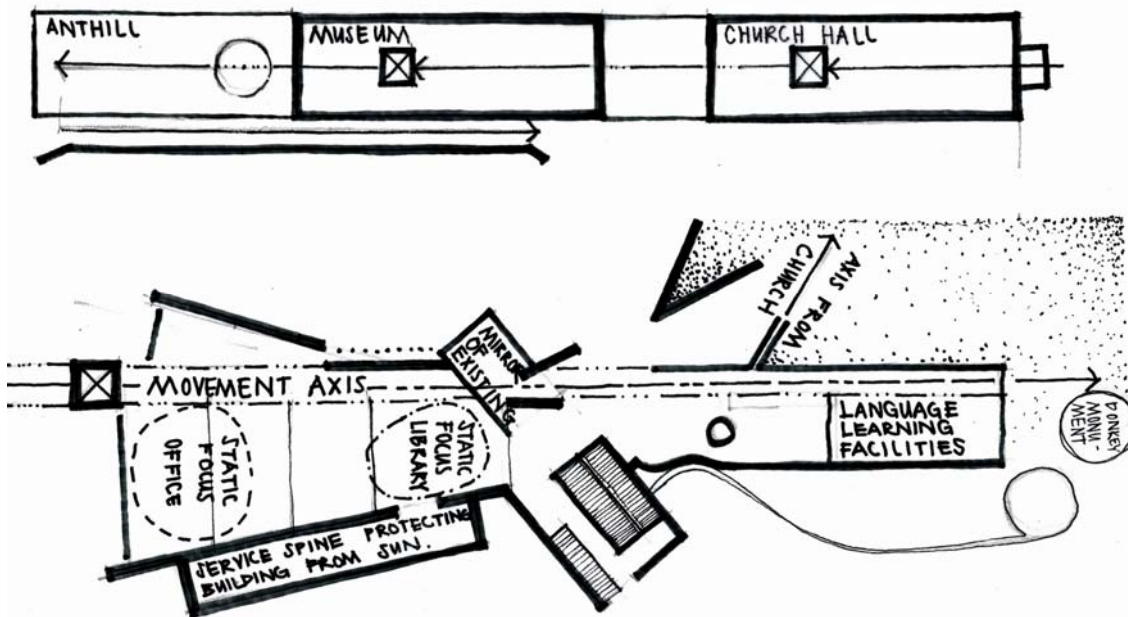 ANTHILL
MUSEUM
CHURCH HALL
AXIS FROM
CHURCH
MIRROR
OF
EXISTING
MOVEMENT AXIS
STATIC
FOCUS
OFFICE
STATIC
FOCUS
LIBRARY
LANGUAGE
LEARNING
FACILITIES
DONKEY
MONU-
MENT
SERVICE SPINE PROTECTING
BUILDING FROM SUN.